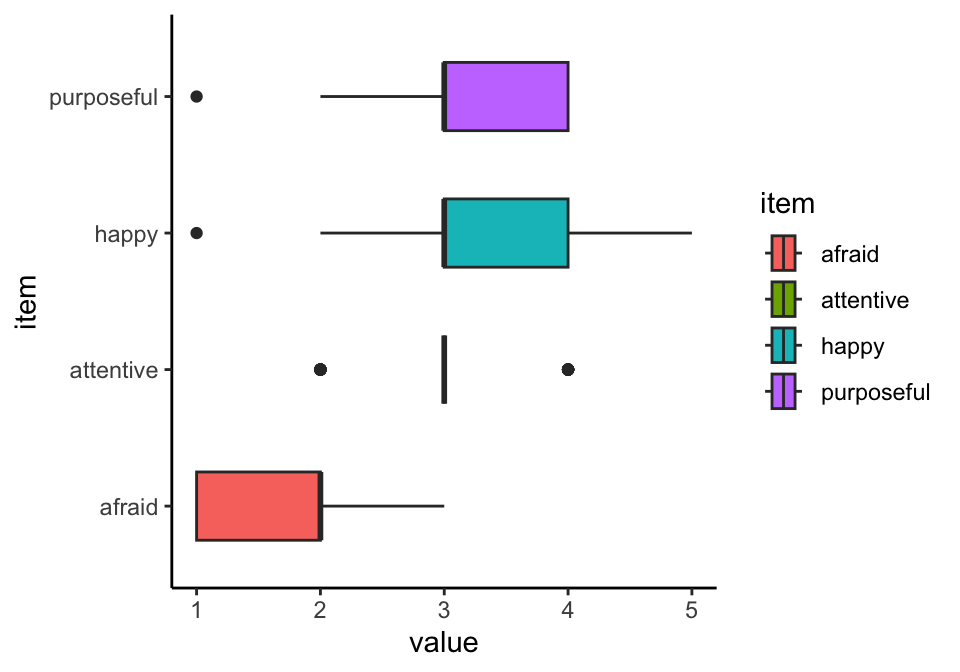 purposeful
happy
attentive
afraid
item
1 2 3 4 5
value
item
afraid
attentive
happy
purposeful